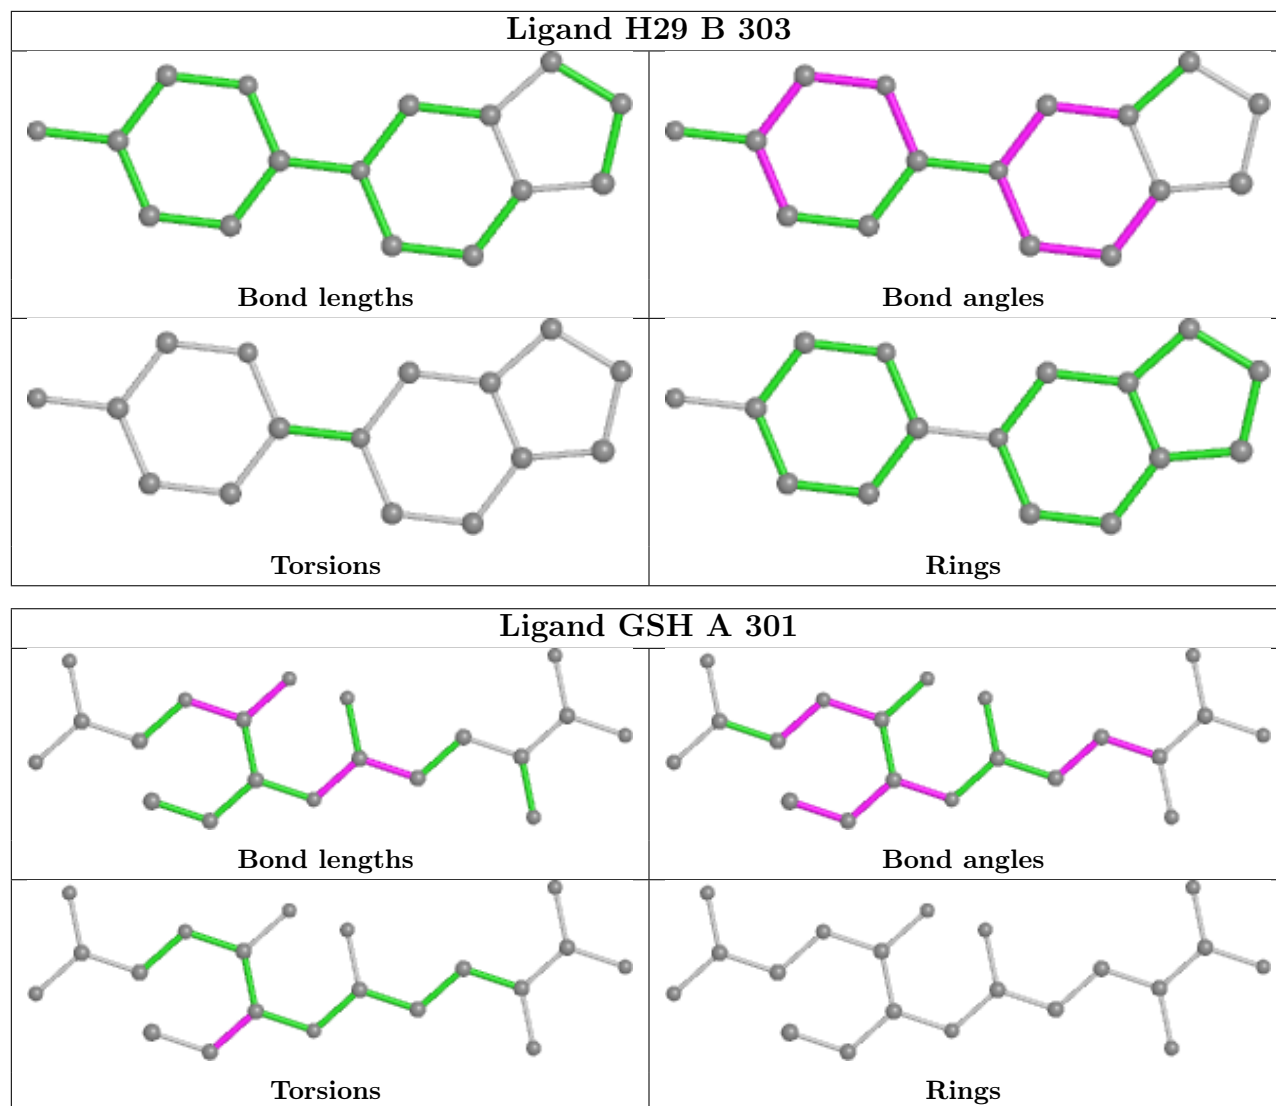 Ligand H29 B 303
Bond lengths
Bond angles
Torsions
Rings
Ligand GSH A 301
Bond lengths
Bond angles
Torsions
Rings